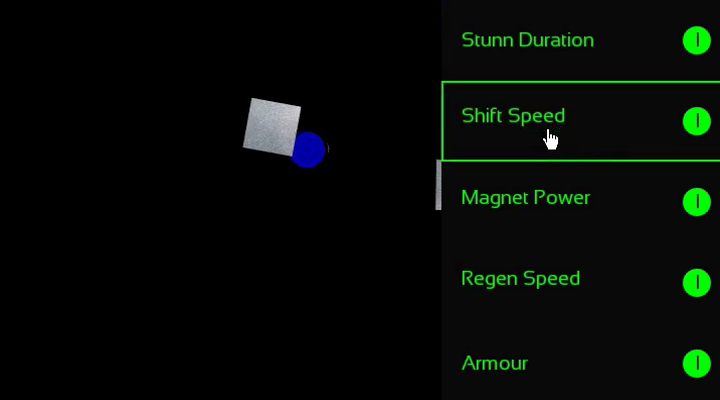 Stunn Duration
Shift Speed
Magnet Power
Regen Speed
Armour